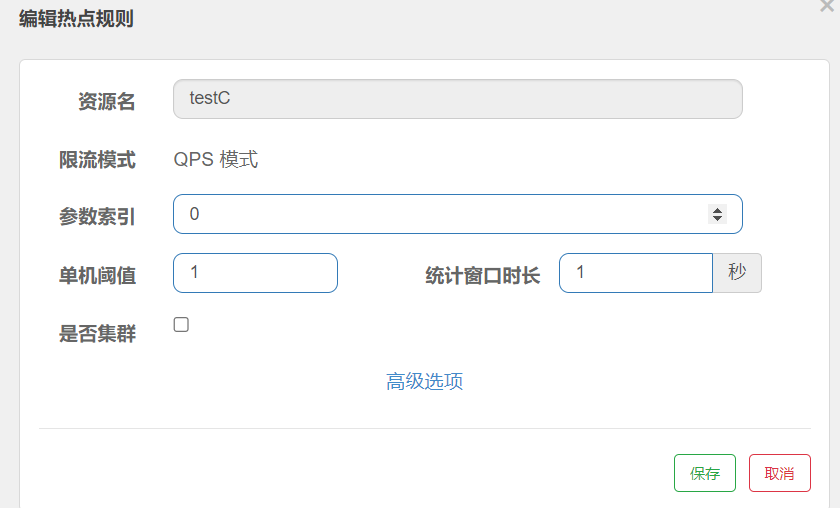 编辑热点规则
资源名 testC
限流模式 QPS 模式
参数索引 0
单机阈值 1 统计窗口时长 1 秒
是否集群
高级选项
保存 取消